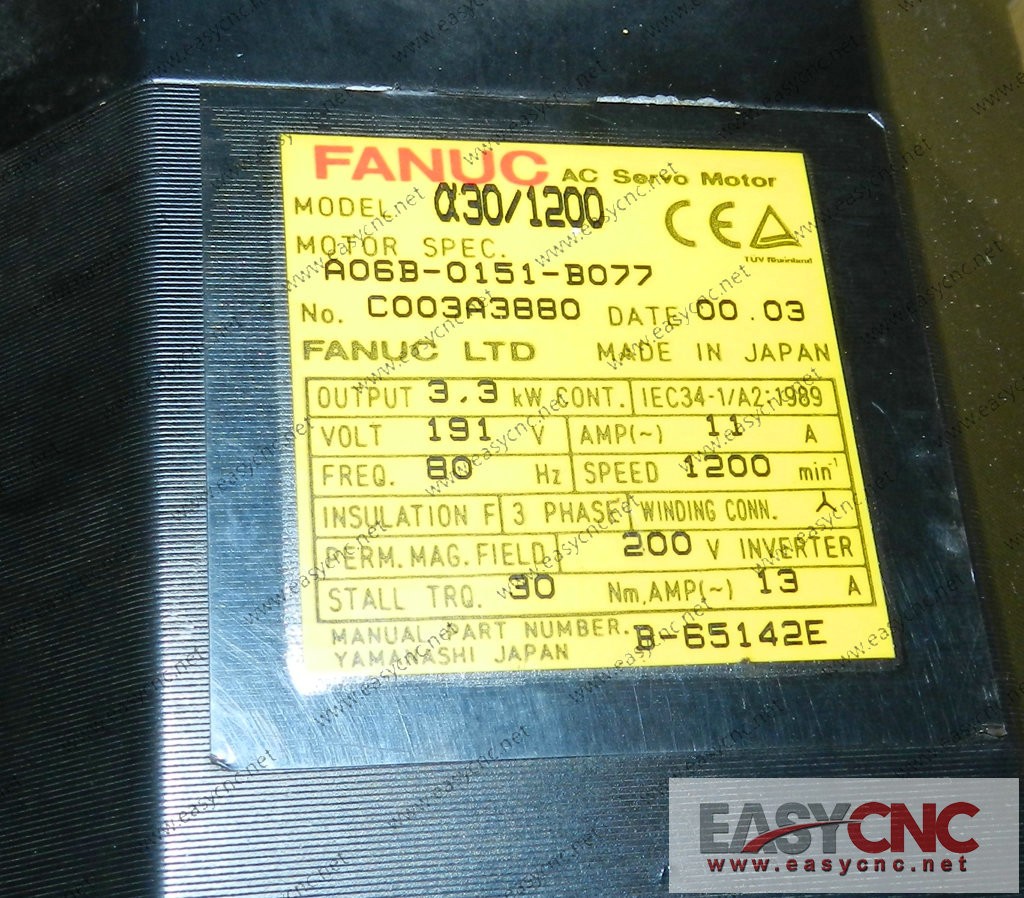 FANUC AC Servo Motor
MODEL α30/1200
CE TÜV Rheinland
MOTOR SPEC.
A06B-0151-B077
No. C003A3880 DATE 00.03
FANUC LTD MADE IN JAPAN
OUTPUT 3.3 kW CONT. IEC34-1/A2:1989
VOLT 191 V AMP(~) 11 A
FREQ. 80 Hz SPEED 1200 min⁻¹
INSULATION F 3 PHASE WINDING CONN.
PERM.MAG.FIELD 200 V INVERTER
STALL TRQ. 30 Nm,AMP(~) 13 A
MANUAL PART NUMBER. B-65142E
YAMANASHI JAPAN
EASYCNC
www.easycnc.net